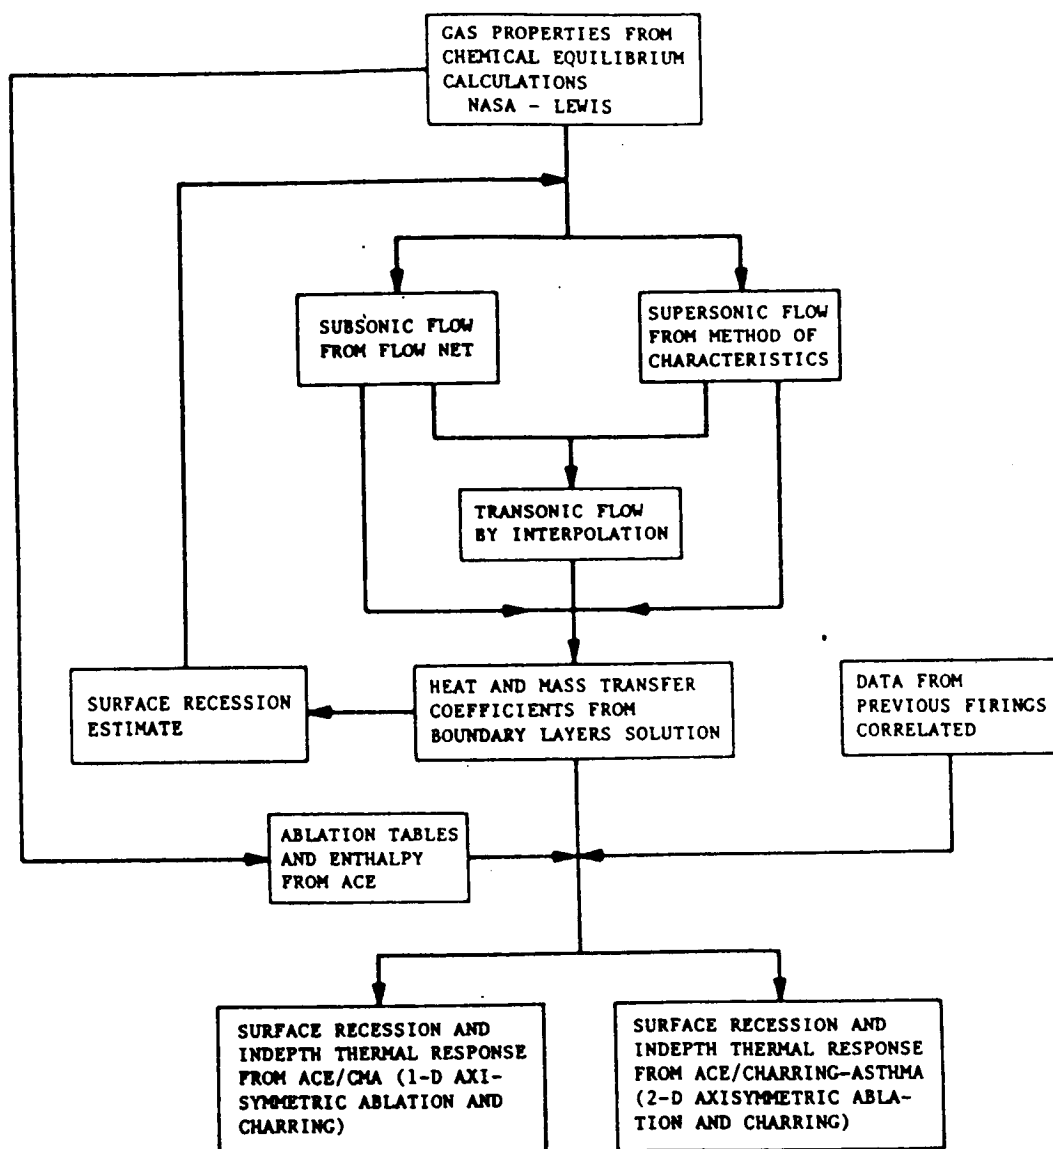 GAS PROPERTIES FROM
CHEMICAL EQUILIBRIUM
CALCULATIONS
NASA - LEWIS
SUBSONIC FLOW
FROM FLOW NET
SUPERSONIC FLOW
FROM METHOD OF
CHARACTERISTICS
TRANSONIC FLOW
BY INTERPOLATION
SURFACE RECESSION
ESTIMATE
HEAT AND MASS TRANSFER
COEFFICIENTS FROM
BOUNDARY LAYERS SOLUTION
DATA FROM
PREVIOUS FIRINGS
CORRELATED
ABLATION TABLES
AND ENTHALPY
FROM ACE
SURFACE RECESSION AND
INDEPTH THERMAL RESPONSE
FROM ACE/CMA (1-D AXI-
SYMMETRIC ABLATION AND
CHARRING)
SURFACE RECESSION AND
INDEPTH THERMAL RESPONSE
FROM ACE/CHARRING-ASTHMA
(2-D AXISYMMETRIC ABLA-
TION AND CHARRING)